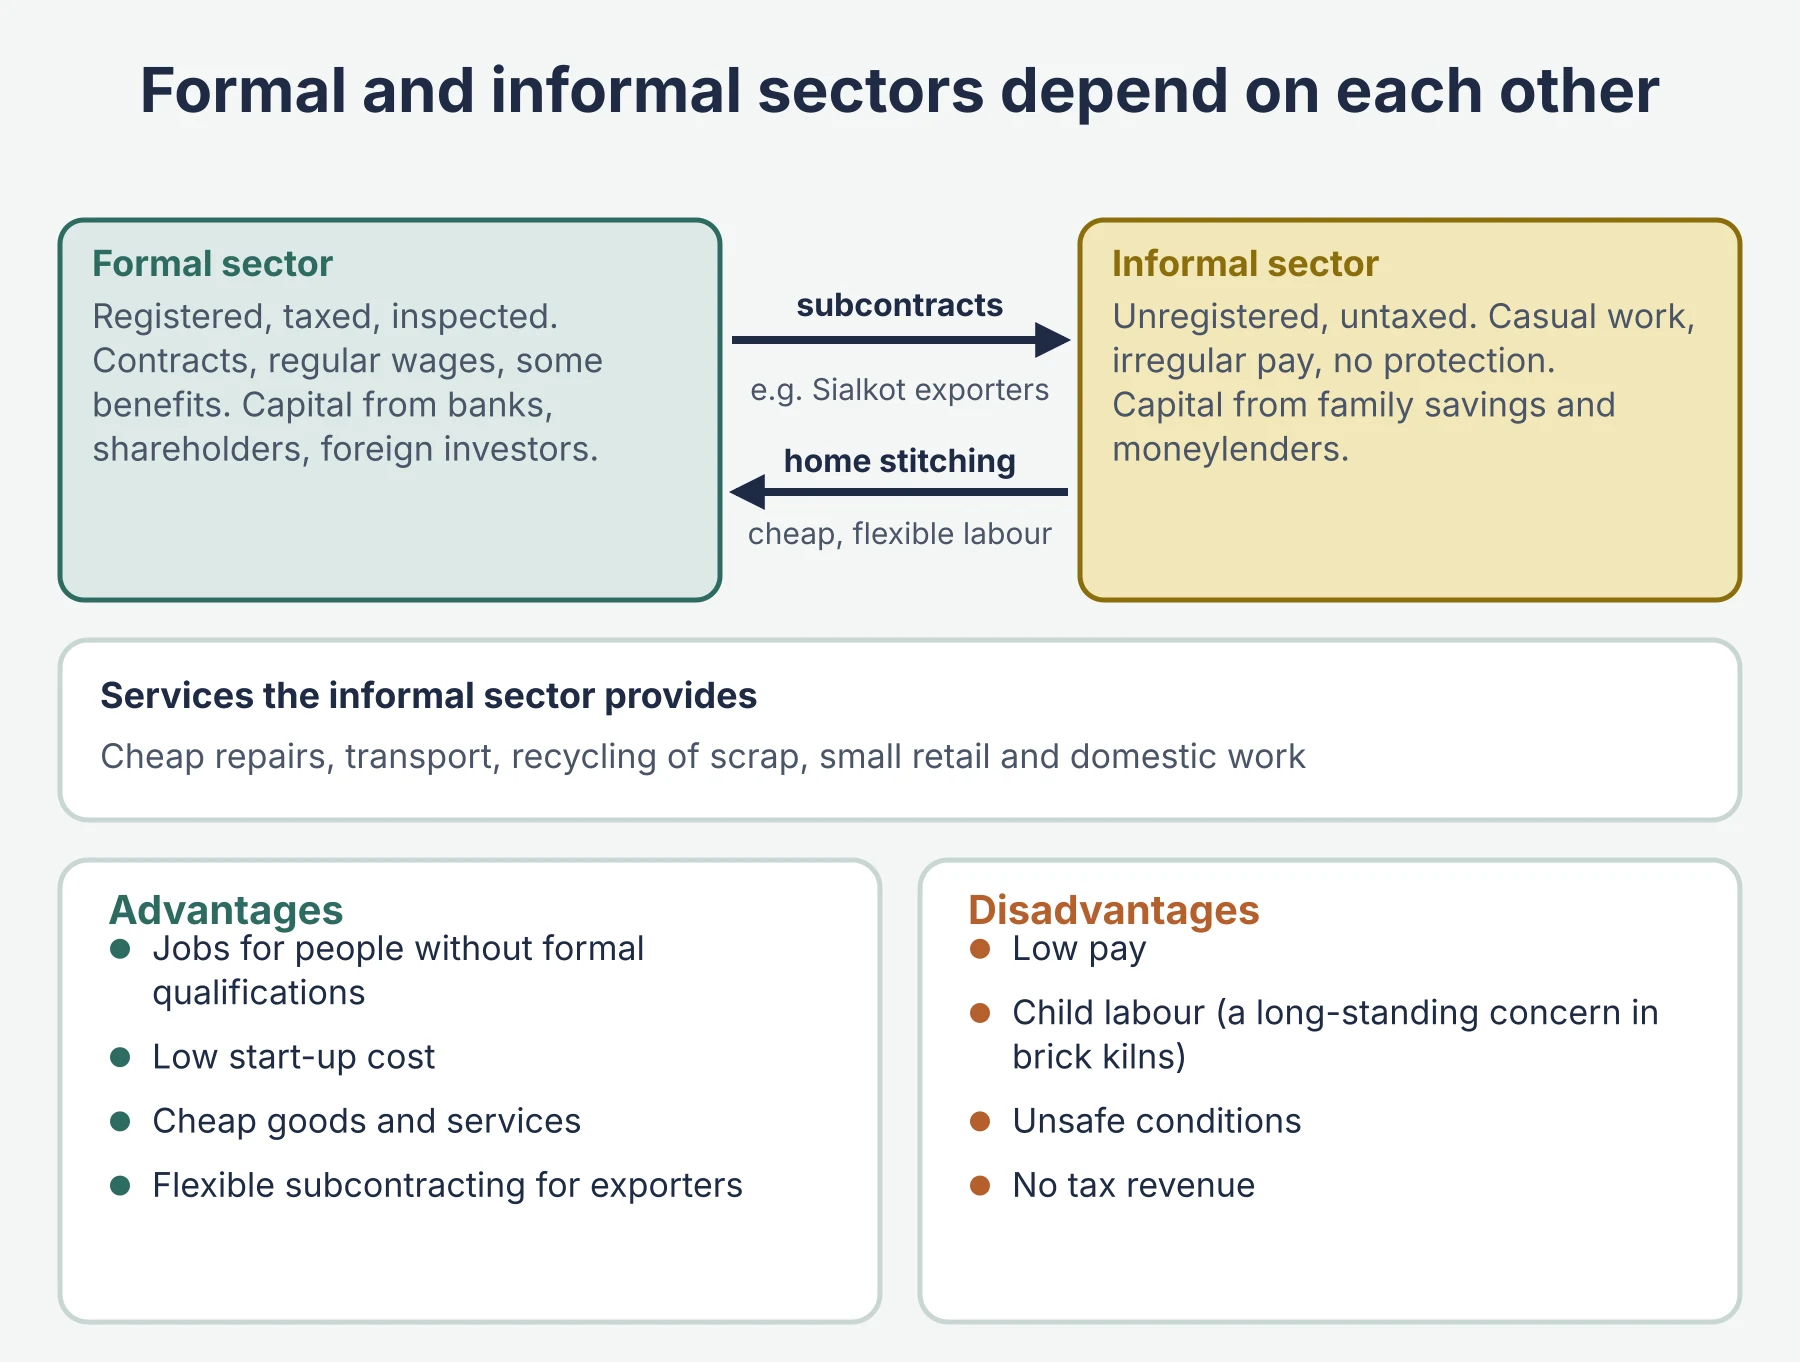 Formal and informal sectors depend on each other
Formal sector
Registered, taxed, inspected.
Contracts, regular wages, some
benefits. Capital from banks,
shareholders, foreign investors.
subcontracts
e.g. Sialkot exporters
home stitching
cheap, flexible labour
Informal sector
Unregistered, untaxed. Casual work,
irregular pay, no protection.
Capital from family savings and
moneylenders.
Services the informal sector provides
Cheap repairs, transport, recycling of scrap, small retail and domestic work
Advantages
Jobs for people without formal
qualifications
Low start-up cost
Cheap goods and services
Flexible subcontracting for exporters
Disadvantages
Low pay
Child labour (a long-standing concern in
brick kilns)
Unsafe conditions
No tax revenue